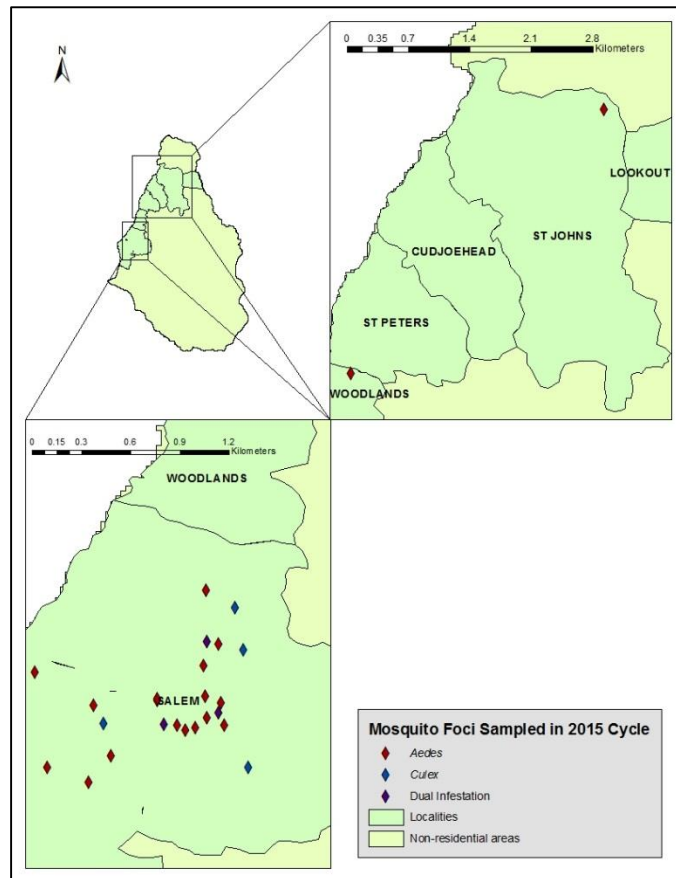 N
0 0.35 0.7 1.4 2.1 2.8
Kilometers
LOOKOUT
ST JOHNS
CUDJOEHEAD
ST PETERS
WOODLANDS
0 0.15 0.3 0.6 0.9 1.2
Kilometers
WOODLANDS
SALEM
Mosquito Foci Sampled in 2015 Cycle
Aedes
Culex
Dual Infestation
Localities
Non-residential areas